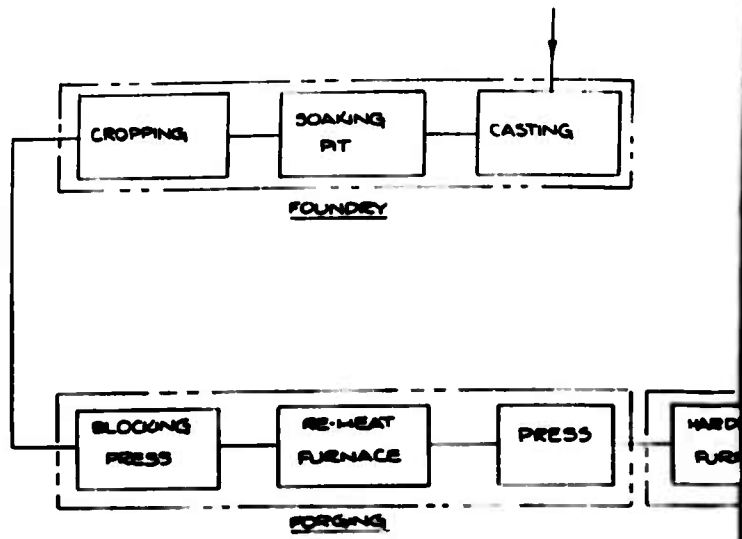 CROPPING
SOAKING
PIT
CASTING
FOUNDRY
BLOCKING
PRESS
RE-HEAT
FURNACE
PRESS
FORGING